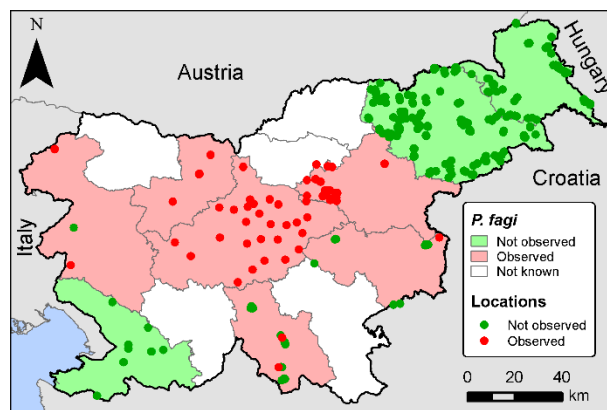 N
Austria
Hungary
Croatia
Italy
P. fagi
Not observed
Observed
Not known
Locations
Not observed
Observed
0 20 40
km